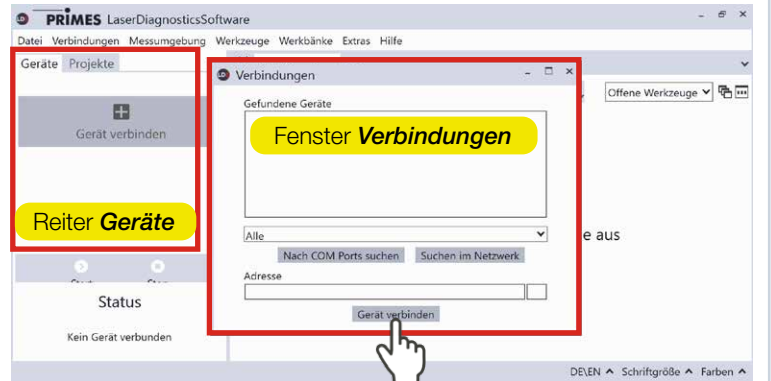 PRIMES LaserDiagnosticsSoftware
Datei Verbindungen Messumgebung Werkzeuge Werkbänke Extras Hilfe
Geräte Projekte
Verbindungen
Offene Werkzeuge
Gefundene Geräte
Gerät verbinden
Fenster Verbindungen
Reiter Geräte
Alle
e aus
Nach COM Ports suchen Suchen im Netzwerk
Adresse
Status
Gerät verbinden
Kein Gerät verbunden
DE\EN Schriftgröße Farben